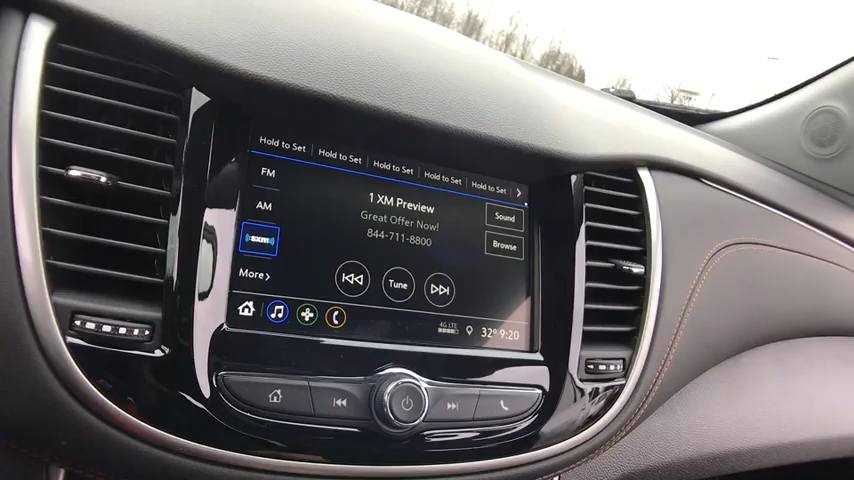 Hold to Set Hold to Set Hold to Set Hold to Set Hold to Set
FM
AM
sxm
More
1 XM Preview
Great Offer Now!
844-711-8800
Sound
Browse
Tune
4G LTE
32° 9:20